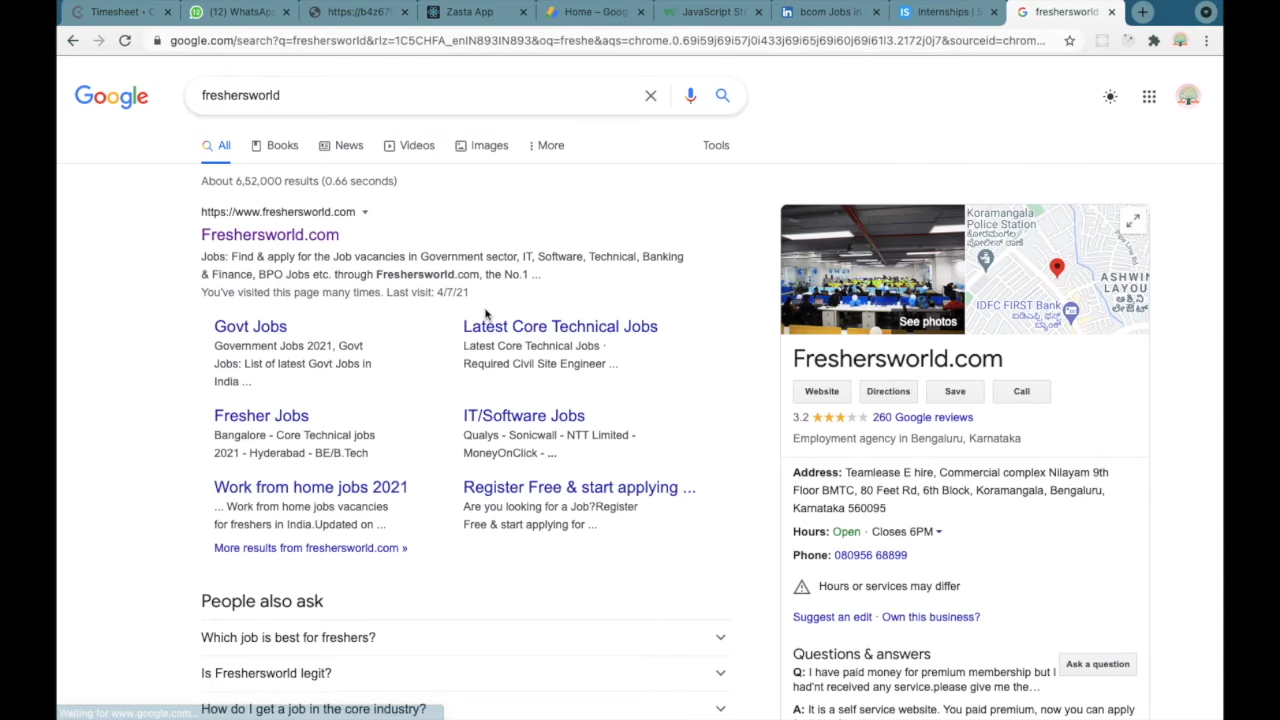 Timesheet - C
(12) WhatsAp
https://b4z67
Zasta App
Home – Goog
JavaScript St
bcom Jobs in
Internships | S
freshersworld
google.com/search?q=freshersworld&rlz=1C5CHFA_enIN893IN893&oq=freshe&aqs=chrome.0.69i59j69i57j0i433j69i65j69i60j69i61l3.2172j0j7&sourceid=chrom...
Google
freshersworld
All
Books
News
Videos
Images
More
Tools
About 6,52,000 results (0.66 seconds)
https://www.freshersworld.com
Freshersworld.com
Jobs: Find & apply for the Job vacancies in Government sector, IT, Software, Technical, Banking
& Finance, BPO Jobs etc. through Freshersworld.com, the No.1 ...
You've visited this page many times. Last visit: 4/7/21
Govt Jobs
Government Jobs 2021, Govt
Jobs: List of latest Govt Jobs in
India ...
Latest Core Technical Jobs
Latest Core Technical Jobs ·
Required Civil Site Engineer ...
Fresher Jobs
Bangalore - Core Technical jobs
2021 - Hyderabad - BE/B.Tech
IT/Software Jobs
Qualys - Sonicwall - NTT Limited -
MoneyOnClick - ...
Work from home jobs 2021
... Work from home jobs vacancies
for freshers in India.Updated on ...
Register Free & start applying ...
Are you looking for a Job?Register
Free & start applying for ...
More results from freshersworld.com »
People also ask
Which job is best for freshers?
Is Freshersworld legit?
How do I get a job in the core industry?
Waiting for www.google.com...
Koramangala
Police Station
ಕೋರಮಂಗಲ
ಪೋಲೀಸ್ ಠಾಣೆ
ASHWIN
LAYOU
IDFC FIRST Bank
See photos
Freshersworld.com
Website
Directions
Save
Call
3.2
260 Google reviews
Employment agency in Bengaluru, Karnataka
Address: Teamlease E hire, Commercial complex Nilayam 9th
Floor BMTC, 80 Feet Rd, 6th Block, Koramangala, Bengaluru,
Karnataka 560095
Hours: Open · Closes 6PM
Phone: 080956 68899
Hours or services may differ
Suggest an edit · Own this business?
Questions & answers
Ask a question
Q: I have paid money for premium membership but I
had'nt received any service.please give me the...
A: It is a self service website. You paid premium, now you can apply